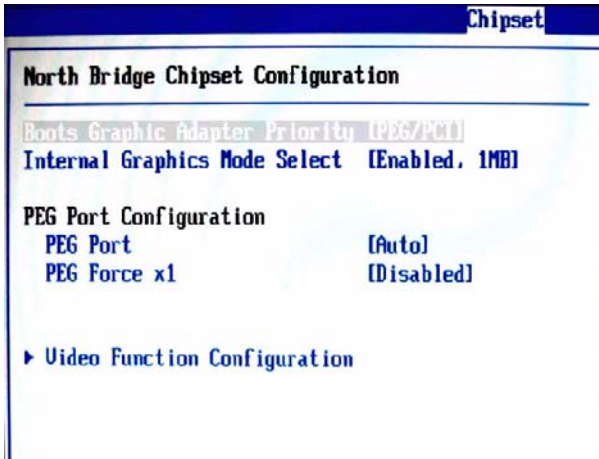 Chipset
North Bridge Chipset Configuration
Boots Graphic Adapter Priority [PEG/PCI]
Internal Graphics Mode Select [Enabled, 1MB]
PEG Port Configuration
PEG Port [Auto]
PEG Force x1 [Disabled]
▶ Video Function Configuration